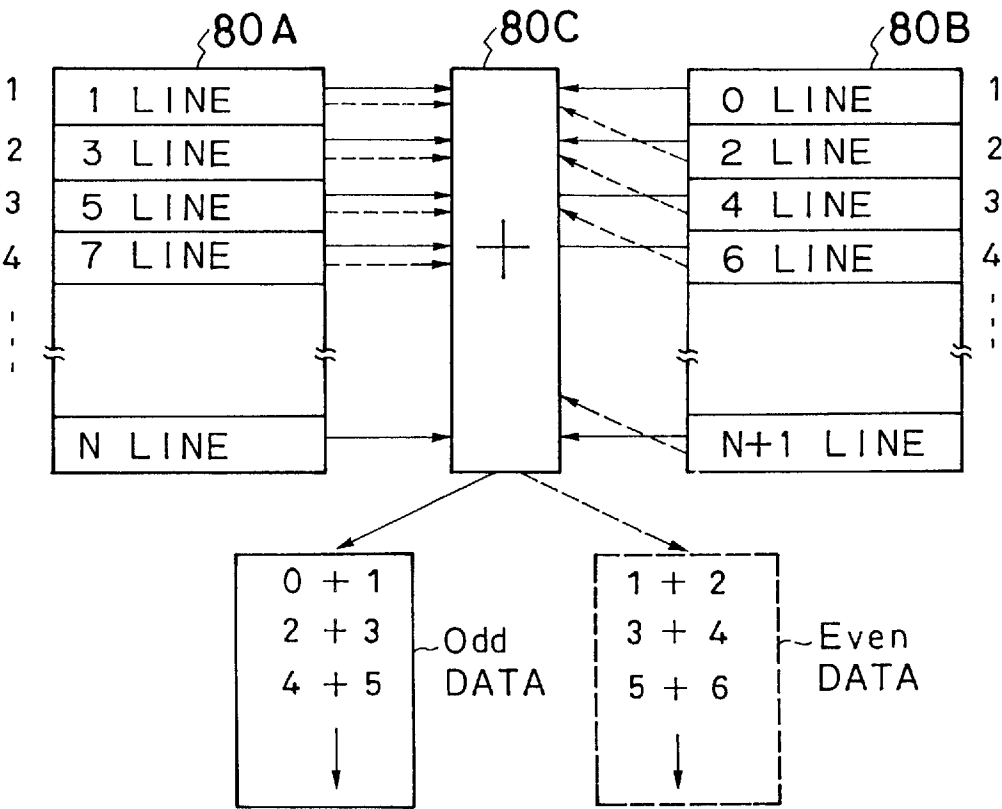 80A 80C 80B
1 1 LINE 0 LINE 1
2 3 LINE 2 LINE 2
3 5 LINE 4 LINE 3
4 7 LINE + 6 LINE 4
N LINE N+1 LINE
0 + 1 1 + 2
2 + 3 3 + 4
Odd Even
DATA DATA
4 + 5 5 + 6